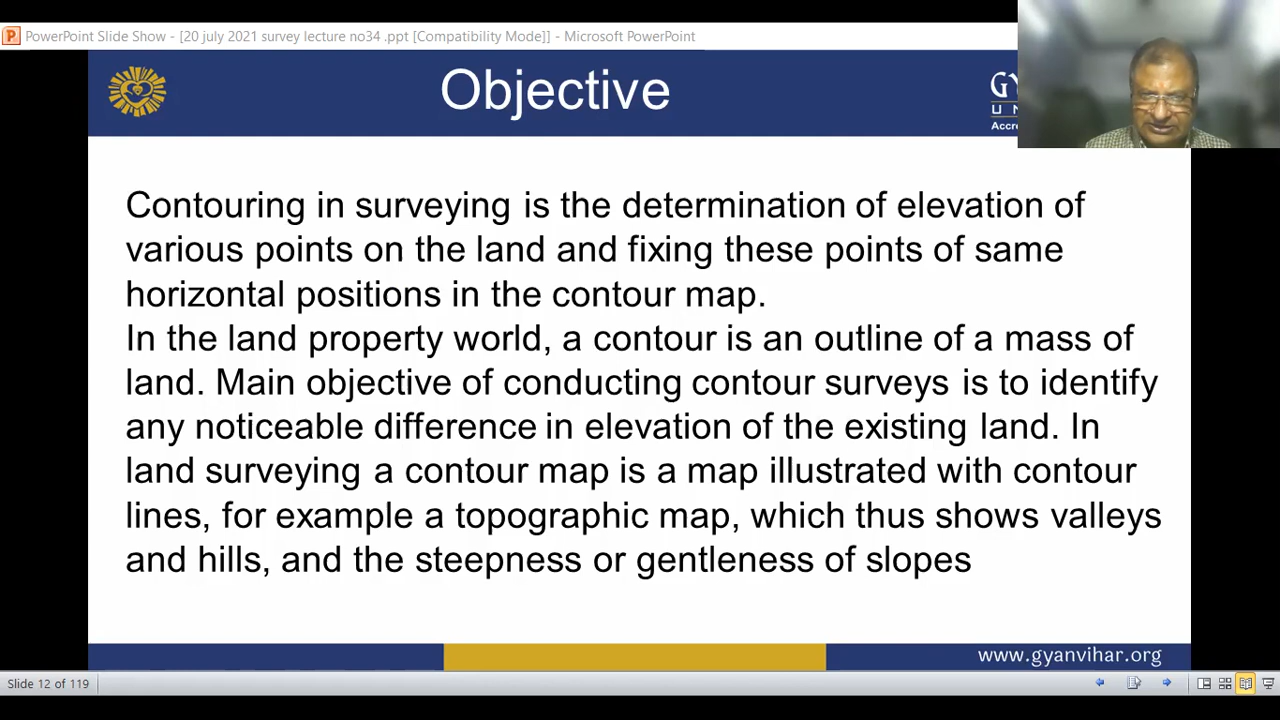 PowerPoint Slide Show - [20 july 2021 survey lecture no34 .ppt [Compatibility Mode]] - Microsoft PowerPoint
Objective
Contouring in surveying is the determination of elevation of
various points on the land and fixing these points of same
horizontal positions in the contour map.
In the land property world, a contour is an outline of a mass of
land. Main objective of conducting contour surveys is to identify
any noticeable difference in elevation of the existing land. In
land surveying a contour map is a map illustrated with contour
lines, for example a topographic map, which thus shows valleys
and hills, and the steepness or gentleness of slopes
www.gyanvihar.org
Slide 12 of 119